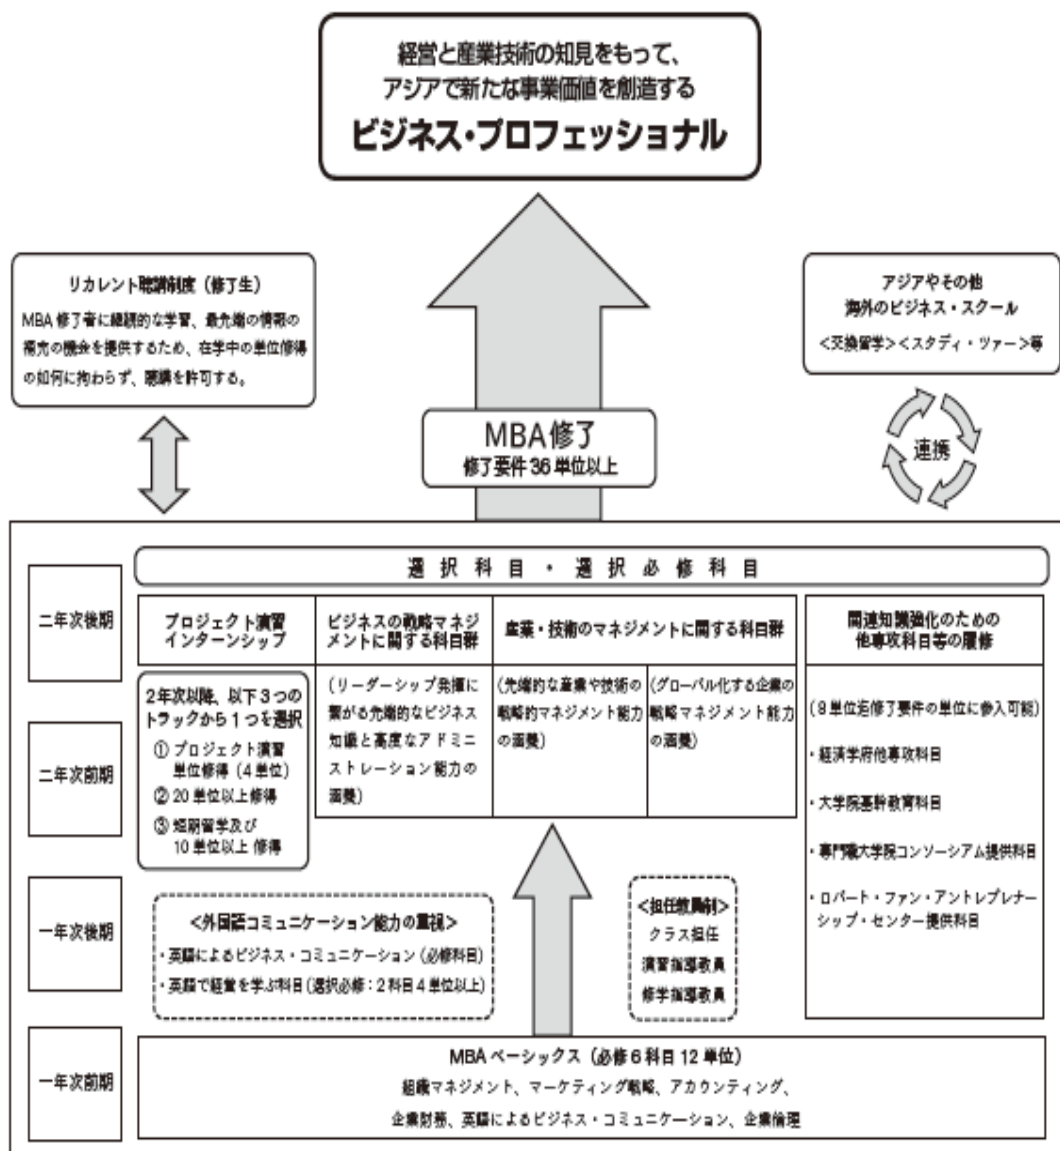 経営と産業技術の知見をもって、
アジアで新たな事業価値を創造する
ビジネス・プロフェッショナル
リカレント聴講制度（修了生）
MBA 修了者に継続的な学習、最先端の情報の
補充の機会を提供するため、在学中の単位修得
の如何に拘わらず、聴講を許可する。
アジアやその他
海外のビジネス・スクール
＜交換留学＞＜スタディ・ツァー＞等
MBA 修了
修了要件 36 単位以上
連携
選択科目・選択必修科目
二年次後期
プロジェクト演習
インターンシップ
ビジネスの戦略マネジ
メントに関する科目群
産業・技術のマネジメントに関する科目群
関連知識強化のための
他専攻科目等の履修
2年次以降、以下3つの
トラックから1つを選択
① プロジェクト演習
単位修得（4単位）
② 20 単位以上修得
③ 短期留学及び
10 単位以上 修得
(リーダーシップ発揮に
繋がる先端的なビジネス
知識と高度なアドミニ
ストレーション能力の
涵養)
(先端的な産業や技術の
戦略的マネジメント能力
の涵養)
(グローバル化する企業の
戦略マネジメント能力
の涵養)
二年次前期
単位迄修了要件の単位に参入可能)
・経済学府他専攻科目
・大学院基幹教育科目
・専門職大学院コンソーシアム提供科目
・ロバート・ファン・アントレプレナー
シップ・センター提供科目
一年次後期
＜外国語コミュニケーション能力の重視＞
・英語によるビジネス・コミュニケーション (必修科目)
・英語で経営を学ぶ科目 (選択必修：2 科目 4 単位以上)
＜担任教員制＞
クラス担任
演習指導教員
修学指導教員
一年次前期
MBA ベーシックス（必修 6 科目 12 単位）
組織マネジメント、マーケティング戦略、アカウンティング、
企業財務、英語によるビジネス・コミュニケーション、企業倫理